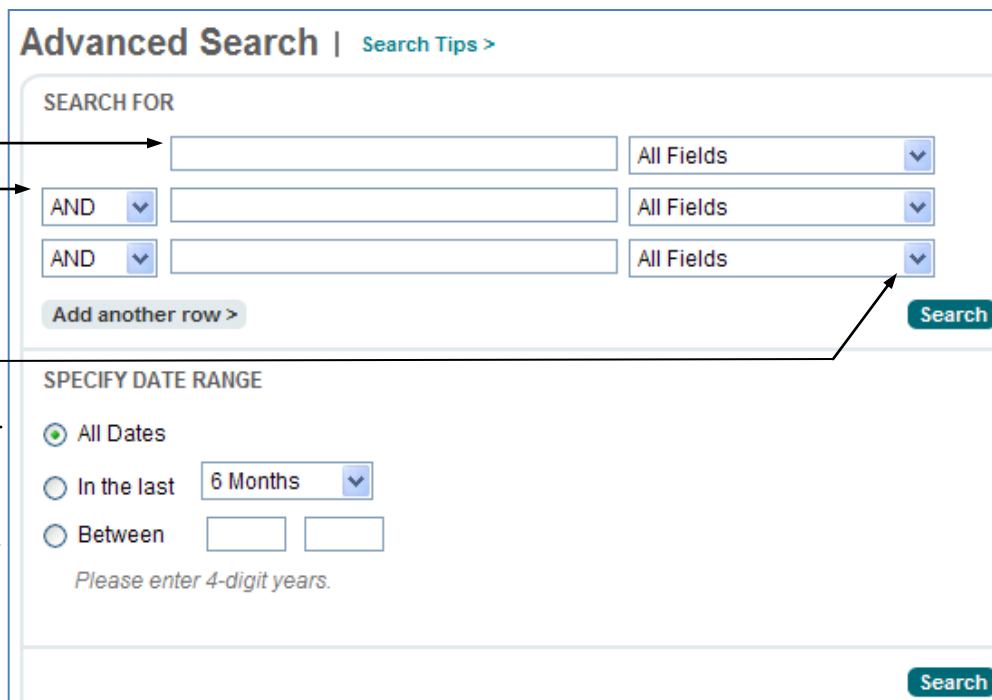 Advanced Search | Search Tips >
SEARCH FOR
All Fields
AND All Fields
AND All Fields
Add another row > Search
SPECIFY DATE RANGE
All Dates
In the last 6 Months
Between
Please enter 4-digit years.
Search